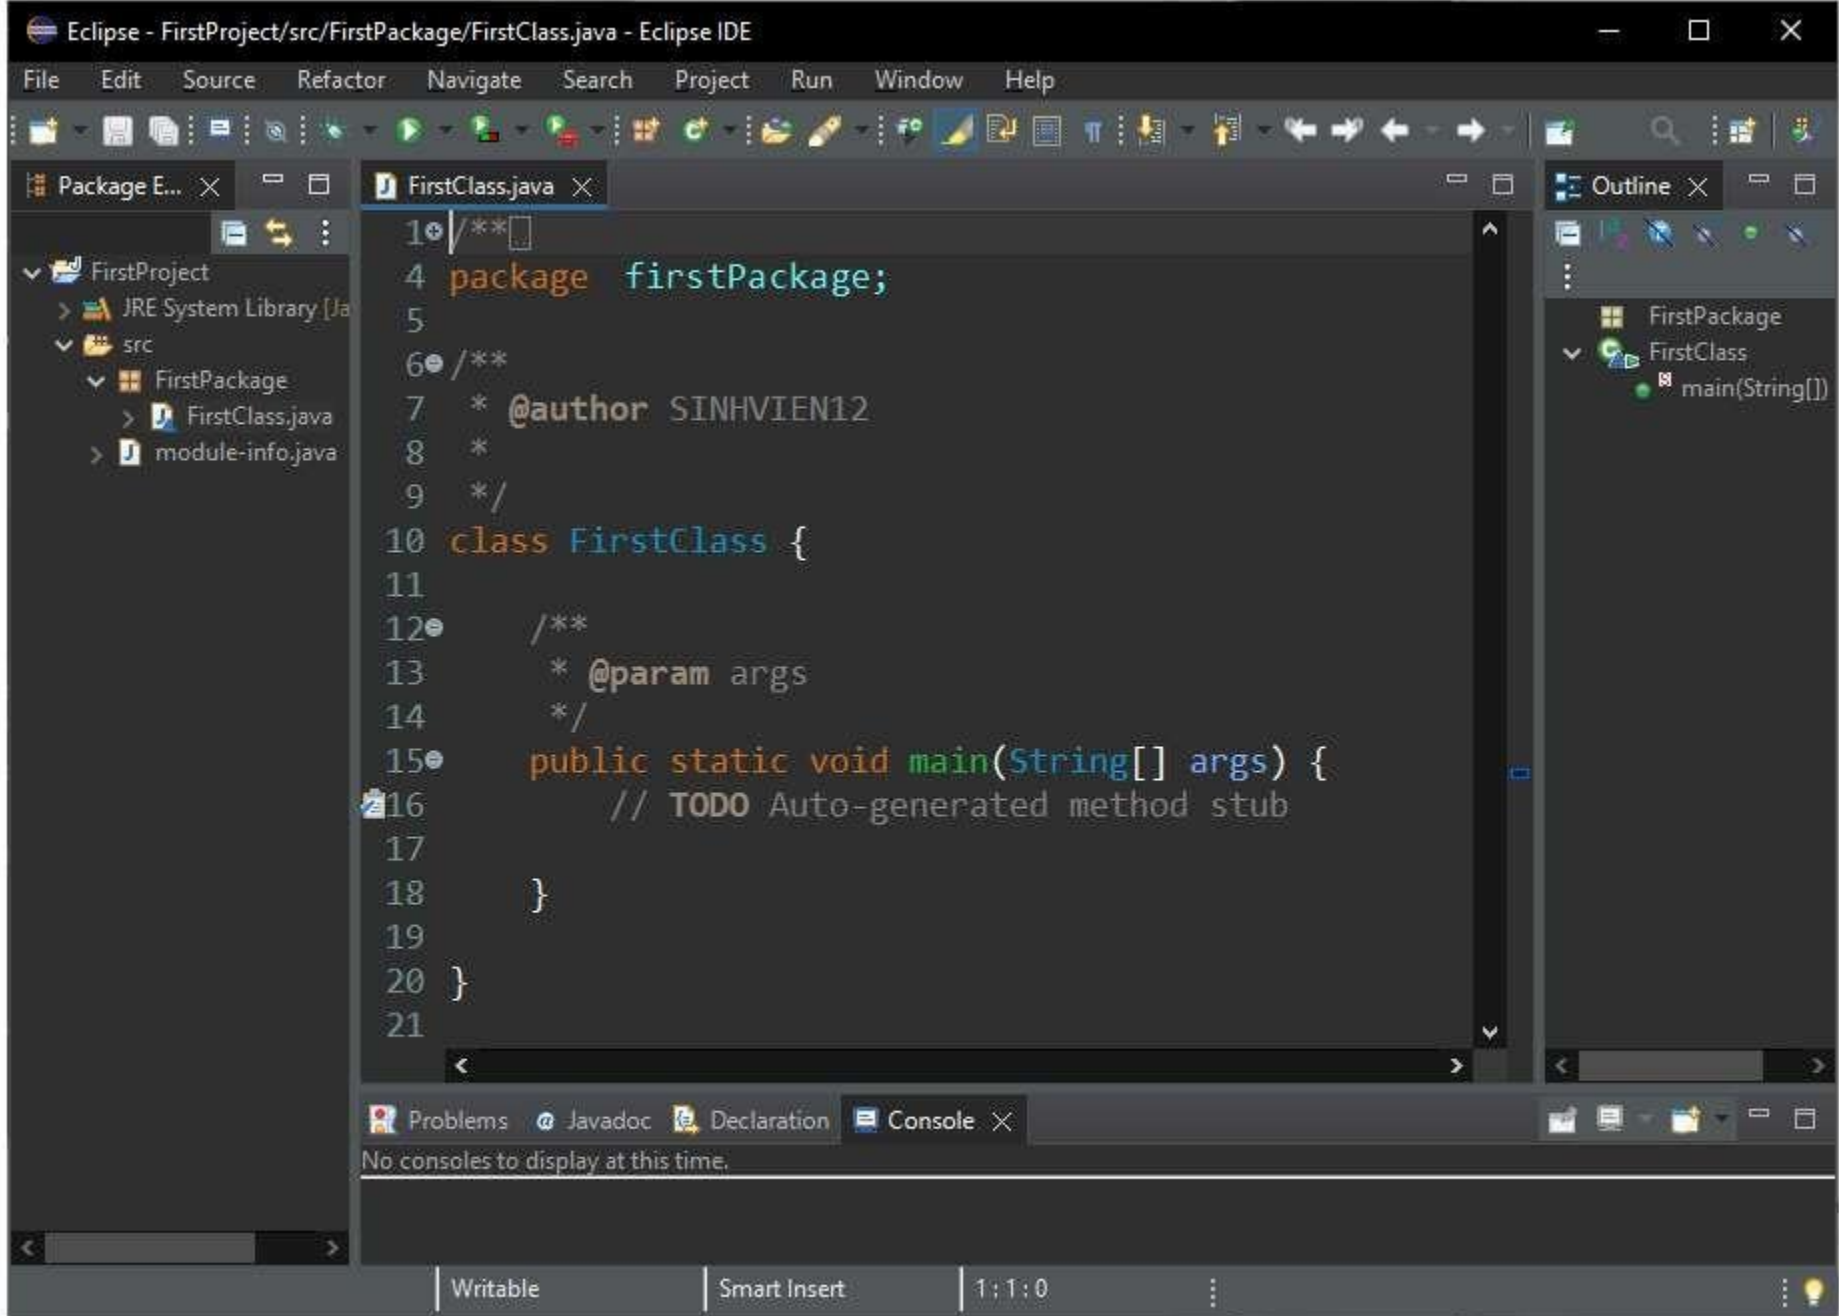 Eclipse - FirstProject/src/FirstPackage/FirstClass.java - Eclipse IDE
File Edit Source Refactor Navigate Search Project Run Window Help
Package E...
FirstProject
JRE System Library [Ja
src
FirstPackage
FirstClass.java
module-info.java
FirstClass.java
1 /**
4 package firstPackage;
5
6 /**
7 * @author SINHVIEN12
8 *
9 */
10 class FirstClass {
11
12 /**
13 * @param args
14 */
15 public static void main(String[] args) {
16 // TODO Auto-generated method stub
17
18 }
19
20 }
21
Outline
FirstPackage
FirstClass
main(String[])
Problems @ Javadoc Declaration Console
No consoles to display at this time.
Writable Smart Insert 1 : 1 : 0